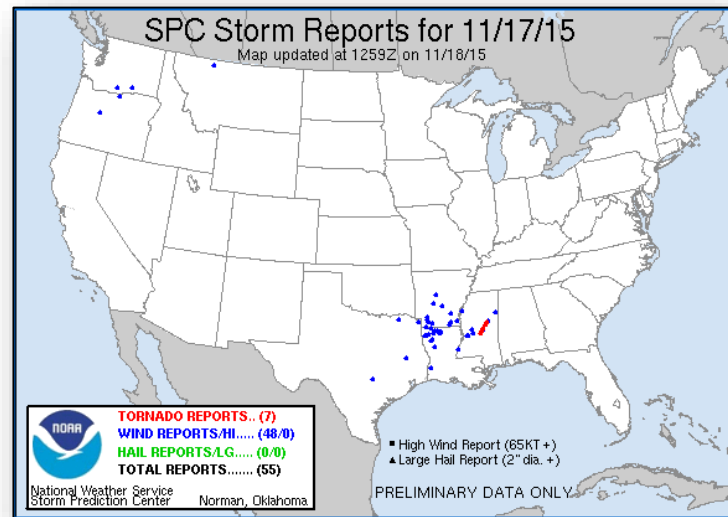 SPC Storm Reports for 11/17/15
Map updated at 1259Z on 11/18/15
NOAA
TORNADO REPORTS.. (7)
WIND REPORTS/HI..... (48/0)
HAIL REPORTS/LG.... (0/0)
TOTAL REPORTS....... (55)
National Weather Service
Storm Prediction Center Norman, Oklahoma
High Wind Report (65KT +)
Large Hail Report (2" dia. +)
PRELIMINARY DATA ONLY